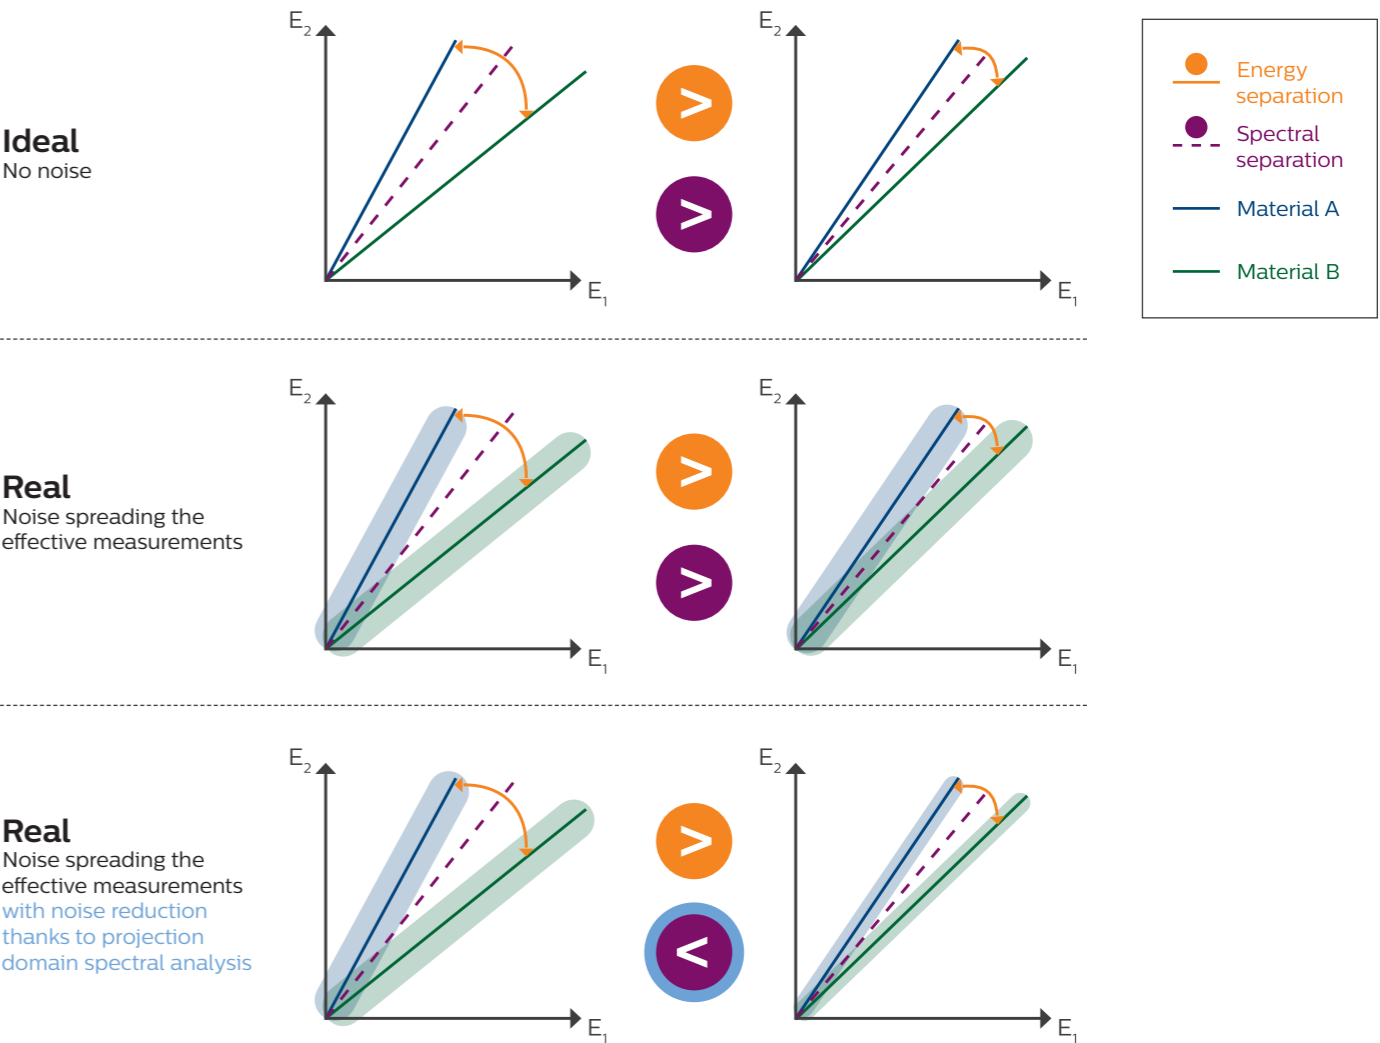 E2
E2
Ideal
No noise
>
>
E1
E1
Energy
separation
Spectral
separation
Material A
Material B
E2
E2
Real
Noise spreading the
effective measurements
>
>
E1
E1
E2
E2
Real
Noise spreading the
effective measurements
with noise reduction
thanks to projection
domain spectral analysis
>
<
E1
E1